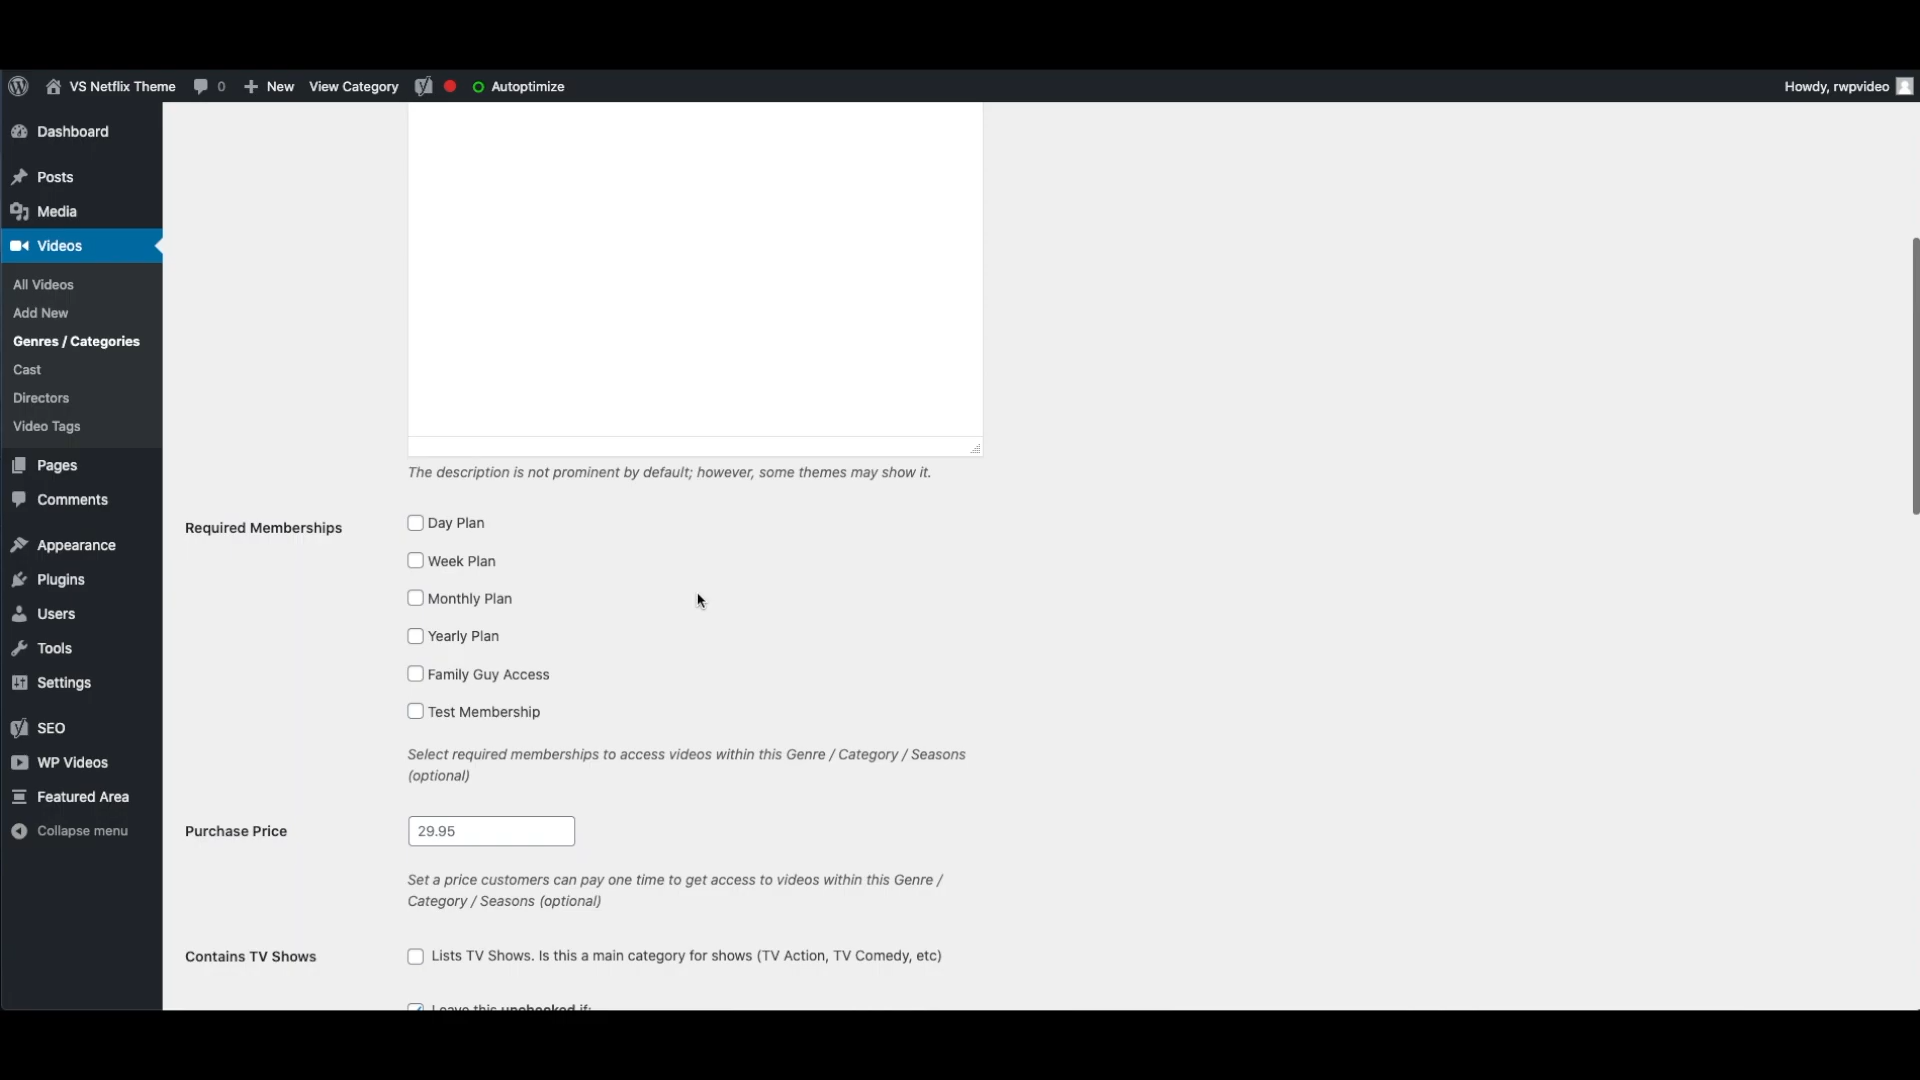 VS Netflix Theme 0 New View Category Autoptimize Howdy, rwpvideo
Dashboard
Posts
Media
Videos
All Videos
Add New
Genres / Categories
Cast
Directors
Video Tags
Pages
Comments
Appearance
Plugins
Users
Tools
Settings
SEO
WP Videos
Featured Area
Collapse menu
The description is not prominent by default; however, some themes may show it.
Required Memberships
Day Plan
Week Plan
Monthly Plan
Yearly Plan
Family Guy Access
Test Membership
Select required memberships to access videos within this Genre / Category / Seasons
(optional)
Purchase Price
29.95
Set a price customers can pay one time to get access to videos within this Genre /
Category / Seasons (optional)
Contains TV Shows
Lists TV Shows. Is this a main category for shows (TV Action, TV Comedy, etc)
Leave this unchecked if: